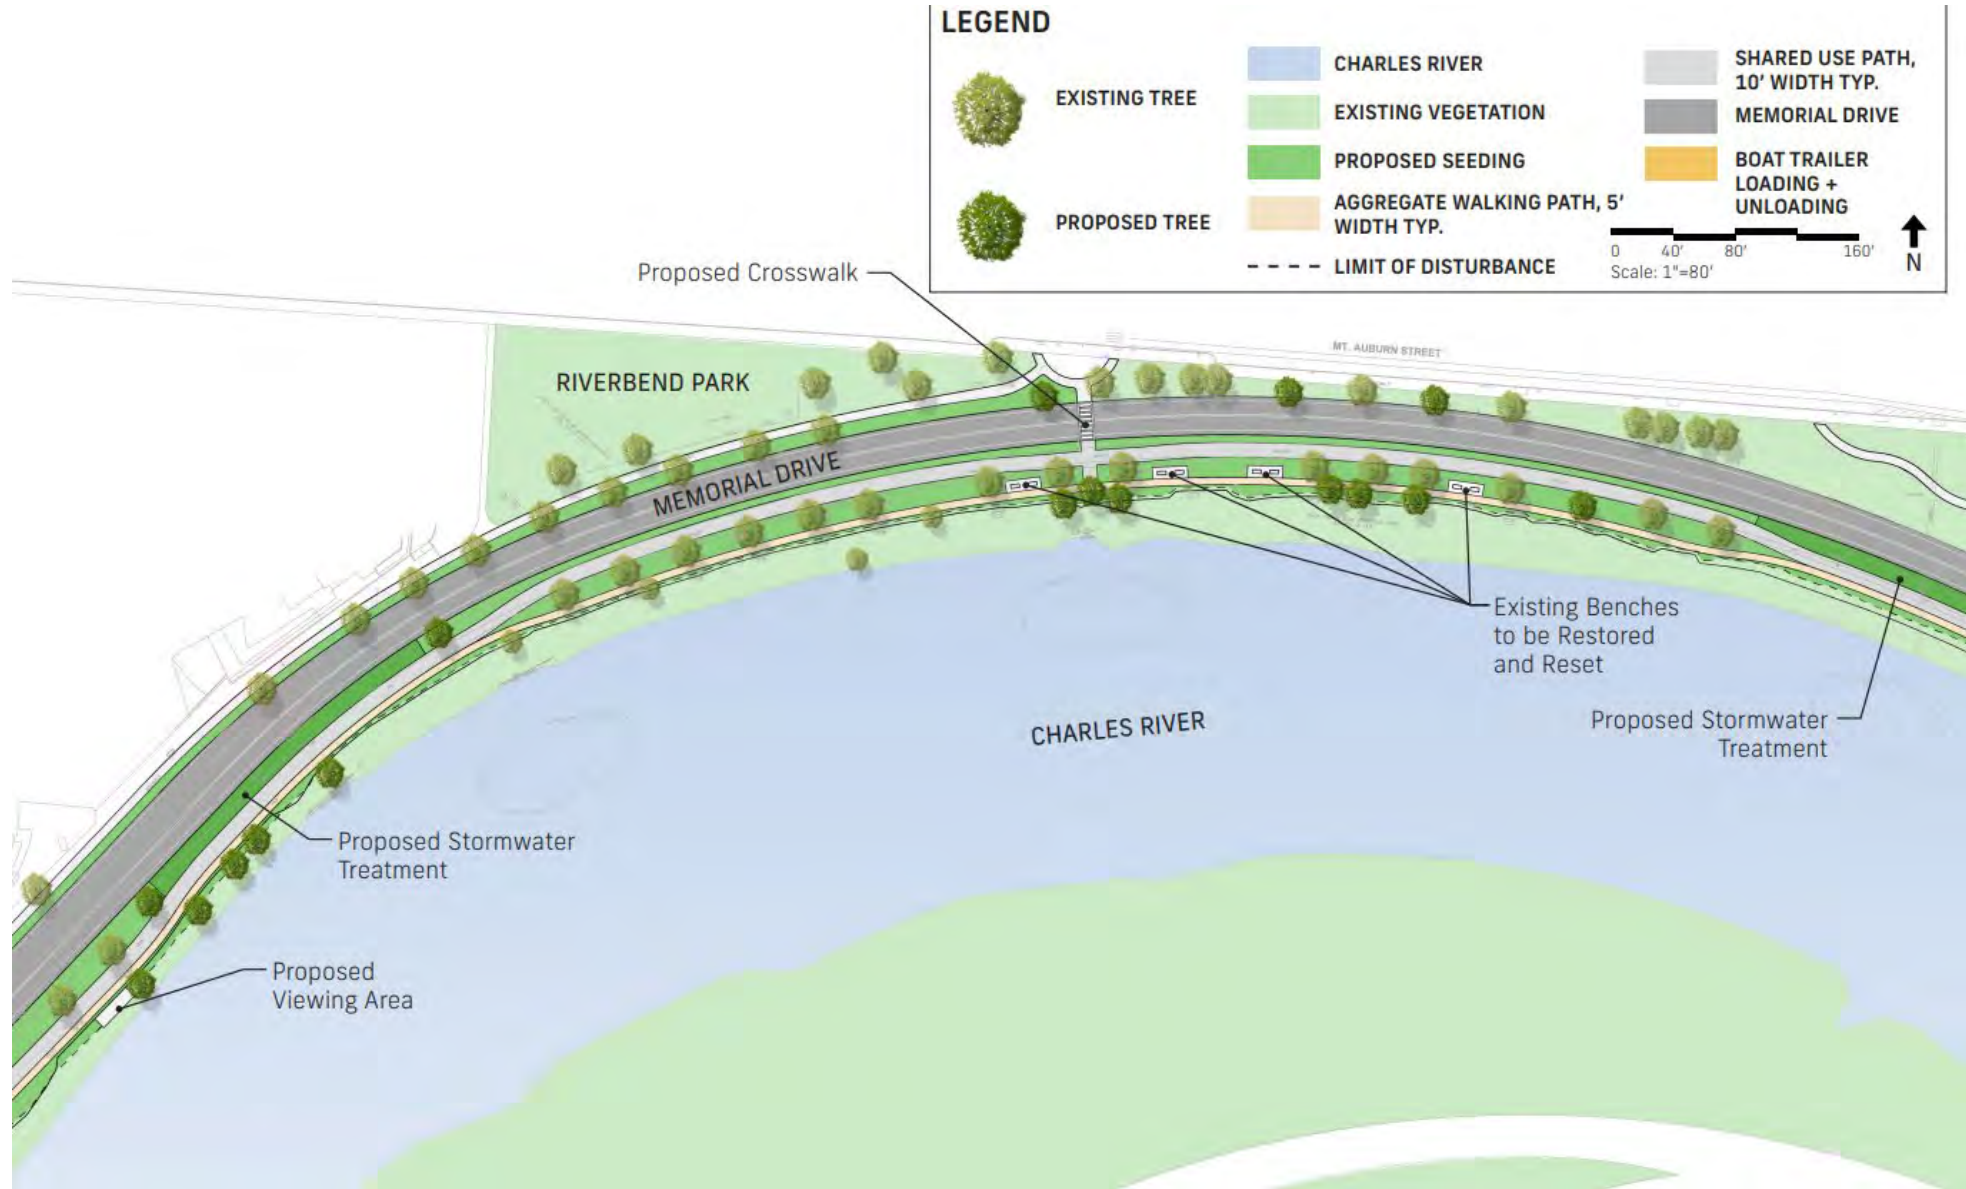 LEGEND
EXISTING TREE
PROPOSED TREE
CHARLES RIVER
EXISTING VEGETATION
PROPOSED SEEDING
AGGREGATE WALKING PATH, 5'
WIDTH TYP.
LIMIT OF DISTURBANCE
SHARED USE PATH,
10' WIDTH TYP.
MEMORIAL DRIVE
BOAT TRAILER
LOADING +
UNLOADING
0 40' 80' 160'
Scale: 1"=80'
N
Proposed Crosswalk
MT. AUBURN STREET
RIVERBEND PARK
MEMORIAL DRIVE
Existing Benches
to be Restored
and Reset
CHARLES RIVER
Proposed Stormwater
Treatment
Proposed Stormwater
Treatment
Proposed
Viewing Area